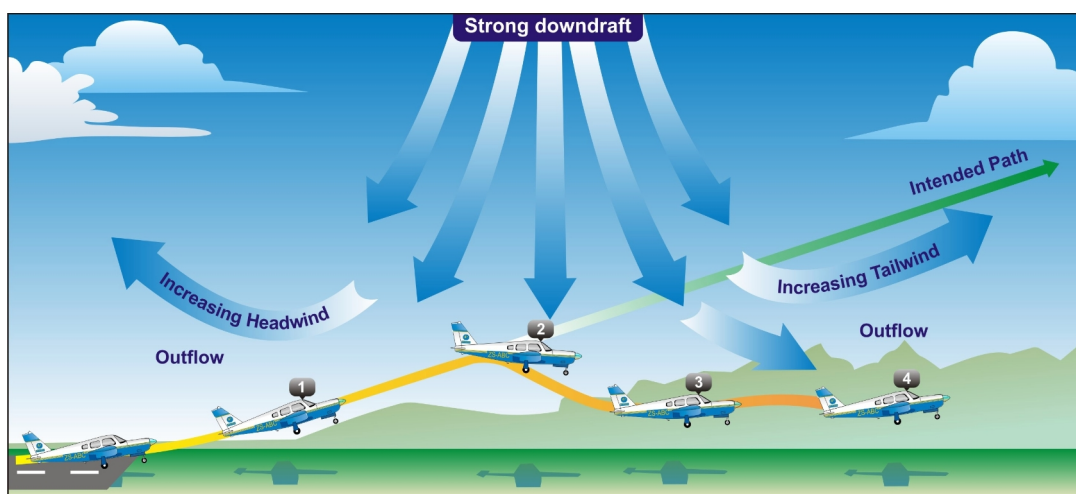 Strong downdraft
Intended Path
Increasing Tailwind
Increasing Headwind
Outflow
Outflow
1
2
3
4
ZS-ABC
ZS-ABC
ZS-ABC
ZS-ABC
ZS-ABC